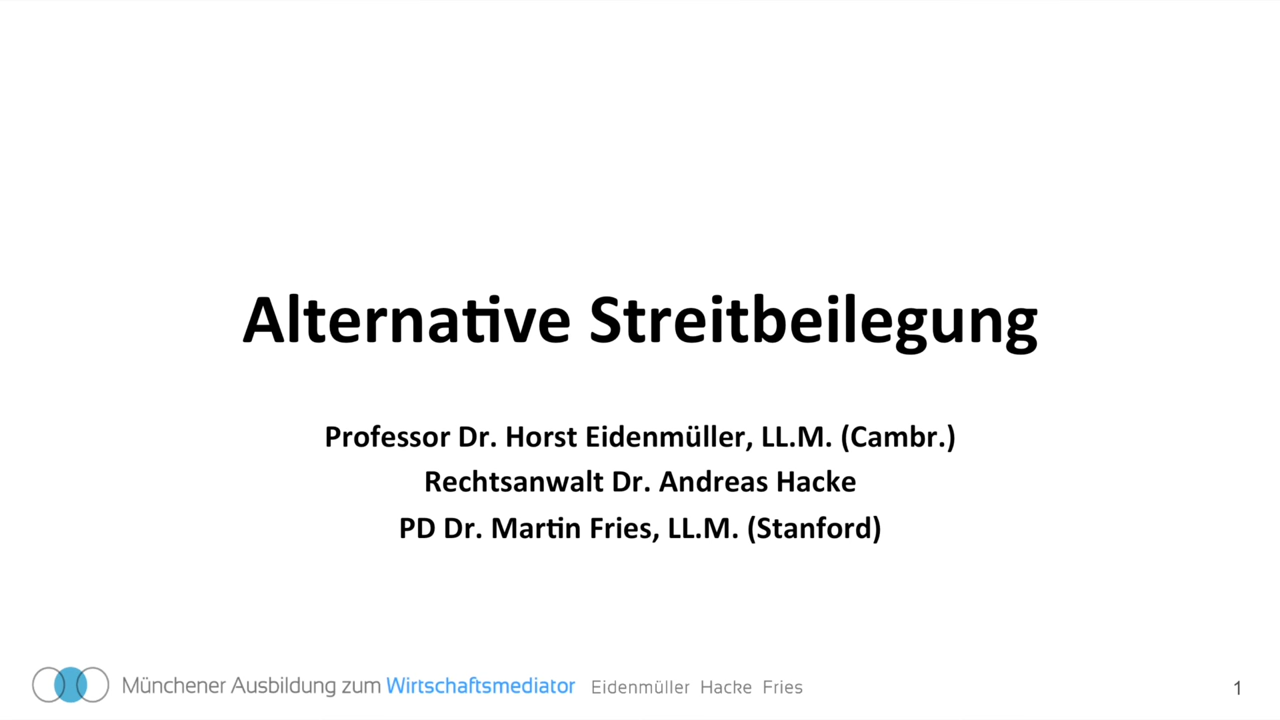 Alternative Streitbeilegung
Professor Dr. Horst Eidenmüller, LL.M. (Cambr.)
Rechtsanwalt Dr. Andreas Hacke
PD Dr. Martin Fries, LL.M. (Stanford)
Münchener Ausbildung zum Wirtschaftsmediator Eidenmüller Hacke Fries
1